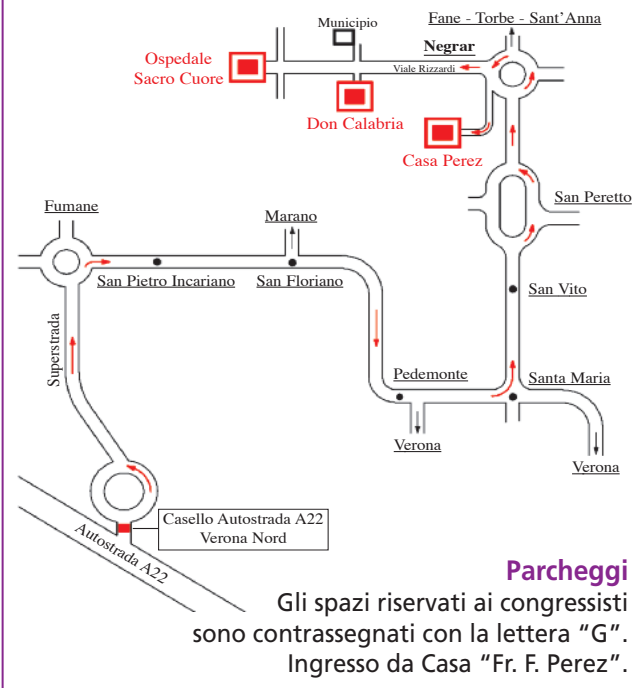 Fane - Torbe - Sant’Anna
Municipio
Negrar
Ospedale
Sacro Cuore
Viale Rizzardi
Don Calabria
Casa Perez
San Peretto
Fumane
Marano
San Pietro Incariano
San Floriano
San Vito
Superstrada
Pedemonte
Santa Maria
Verona
Verona
Casello Autostrada A22
Verona Nord
Autostrada A22
Parcheggi
Gli spazi riservati ai congressisti
sono contrassegnati con la lettera “G”.
Ingresso da Casa “Fr. F. Perez”.